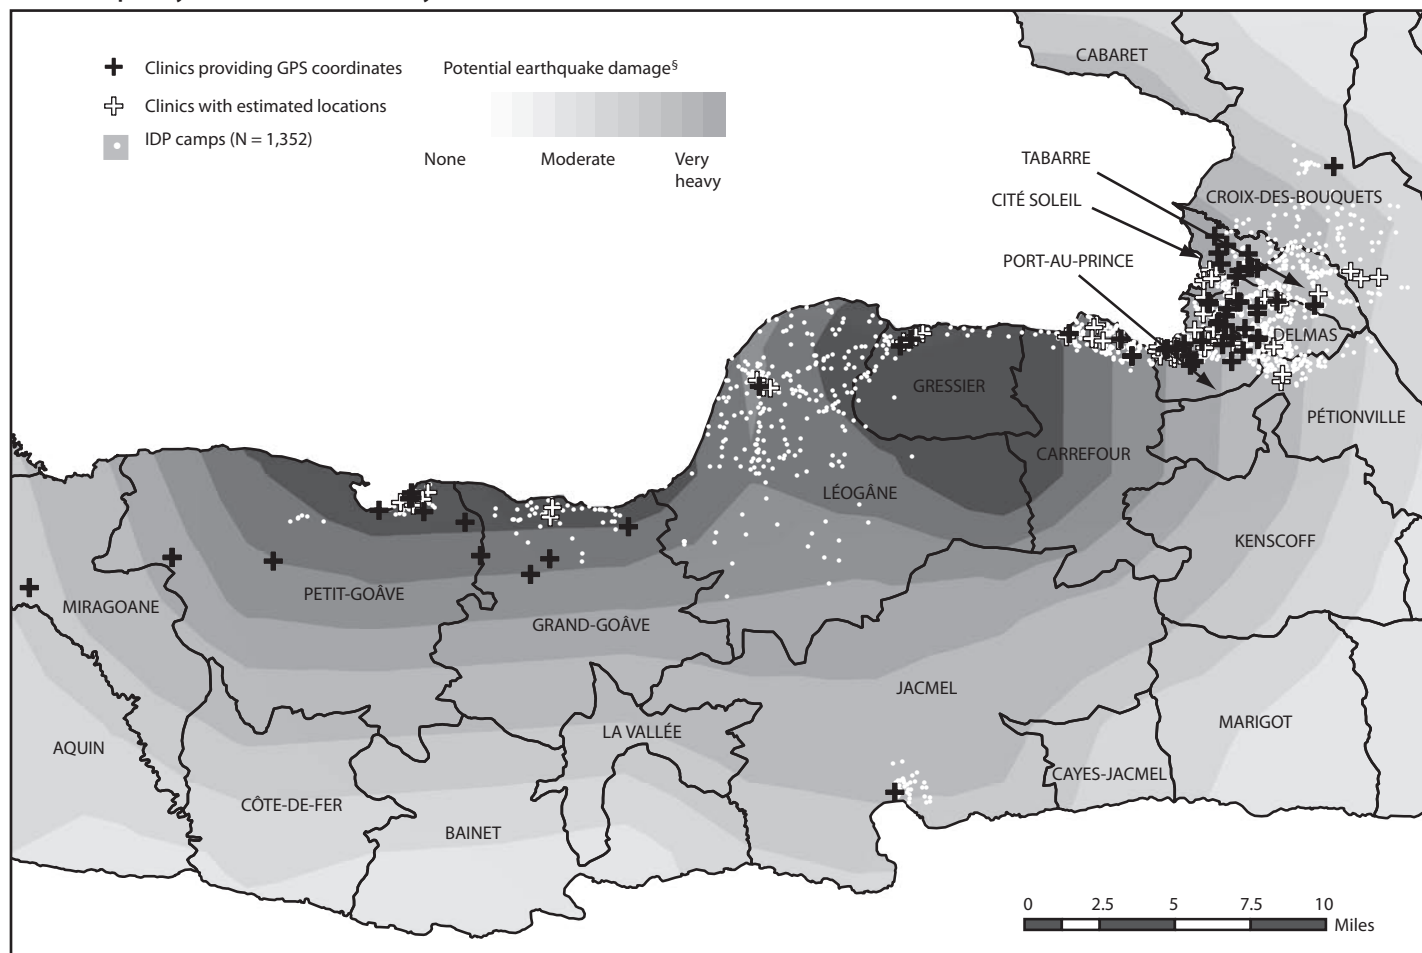 Clinics providing GPS coordinates
Clinics with estimated locations
IDP camps (N = 1,352)
Potential earthquake damage§
None
Moderate
Very
heavy
CABARET
TABARRE
CITÉ SOLEIL
PORT-AU-PRINCE
CROIX-DES-BOUQUETS
DELMAS
GRESSIER
PÉTIONVILLE
CARREFOUR
LÉOGÂNE
KENSCOFF
MIRAGOANE
PETIT-GOÂVE
GRAND-GOÂVE
JACMEL
MARIGOT
AQUIN
LA VALLÉE
CAYES-JACMEL
CÔTE-DE-FER
BAINET
0 2.5 5 7.5 10
Miles